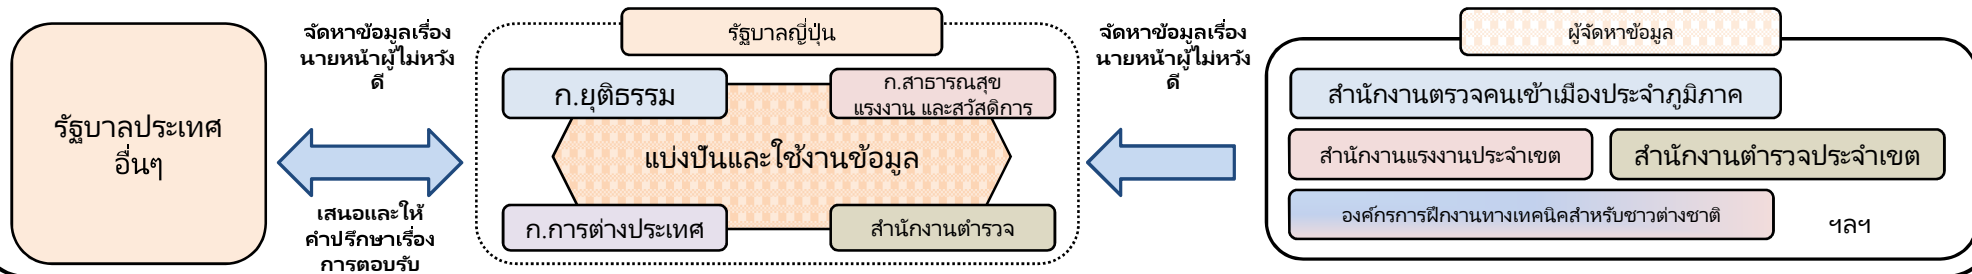 รัฐบาลประเทศ
อื่นๆ
จัดหาข้อมูลเรื่อง
นายหน้าผู้ไม่หวัง
ดี
เสนอและให้
คำปรึกษาเรื่อง
การตอบรับ
รัฐบาลญี่ปุ่น
ก.ยุติธรรม
ก.สาธารณสุข
แรงงาน และสวัสดิการ
แบ่งปันและใช้งานข้อมูล
ก.การต่างประเทศ
สำนักงานตำรวจ
จัดหาข้อมูลเรื่อง
นายหน้าผู้ไม่หวัง
ดี
ผู้จัดหาข้อมูล
สำนักงานตรวจคนเข้าเมืองประจำภูมิภาค
สำนักงานแรงงานประจำเขต
สำนักงานตำรวจประจำเขต
องค์กรการฝึกงานทางเทคนิคสำหรับชาวต่างชาติ
ฯลฯ